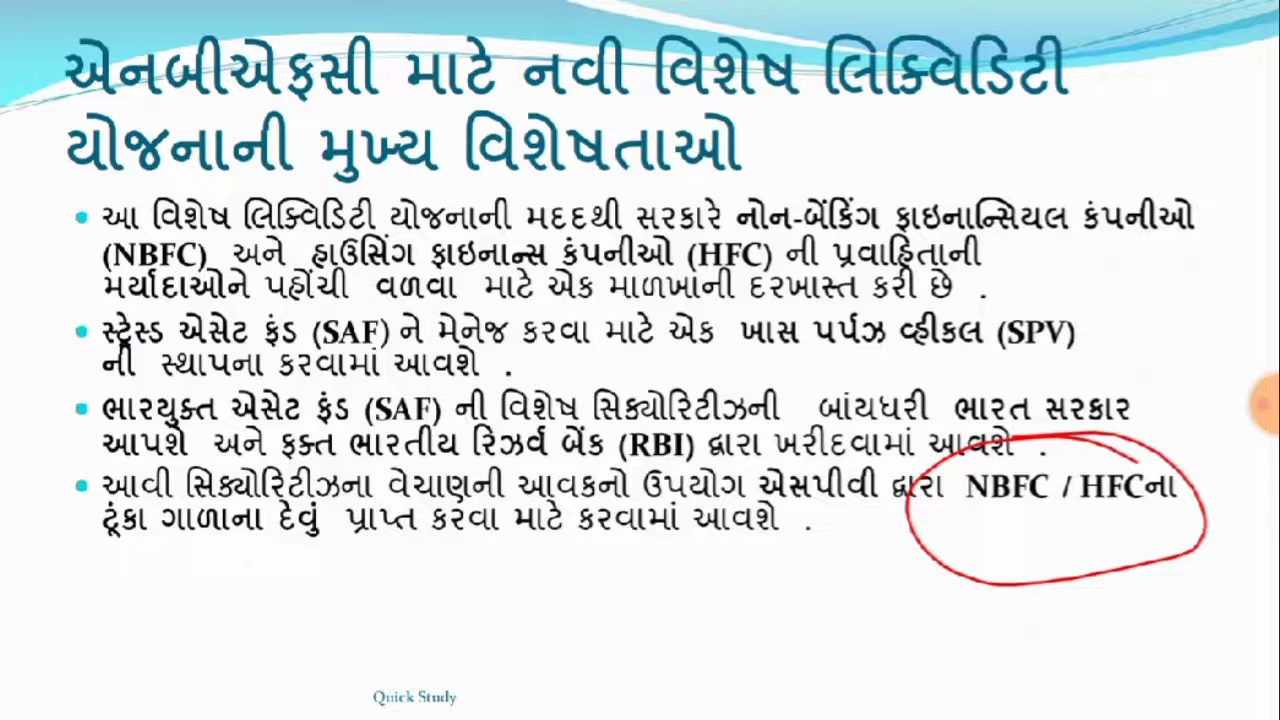 એનબીએફસી માટે નવી વિશેષ લિક્વિડિટી
યોજનાની મુખ્ય વિશેષતાઓ
• આ વિશેષ લિક્વિડિટી યોજનાની મદદથી સરકારે નોન-બેંકિંગ ફાઇનાન્સિયલ કંપનીઓ
(NBFC) અને હાઉસિંગ ફાઇનાન્સ કંપનીઓ (HFC) ની પ્રવાહિતાની
મર્યાદાઓને પહોંચી વળવા માટે એક માળખાની દરખાસ્ત કરી છે .
• સ્ટ્રેસ્ડ એસેટ ફંડ (SAF) ને મેનેજ કરવા માટે એક ખાસ પર્પઝ વ્હીકલ (SPV)
ની સ્થાપના કરવામાં આવશે .
• ભારયુક્ત એસેટ ફંડ (SAF) ની વિશેષ સિક્યોરિટીઝની બાંયધરી ભારત સરકાર
આપશે અને ફક્ત ભારતીય રિઝર્વ બેંક (RBI) દ્વારા ખરીદવામાં આવશે .
• આવી સિક્યોરિટીઝના વેચાણની આવકનો ઉપયોગ એસપીવી દ્વારા NBFC / HFCના
ટૂંકા ગાળાના દેવું પ્રાપ્ત કરવા માટે કરવામાં આવશે .
Quick Study